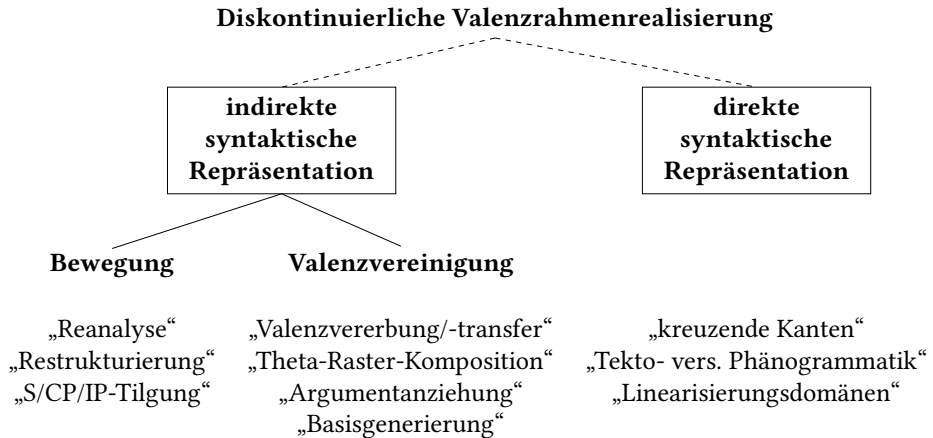 Diskontinuierliche Valenzrahmenrealisierung
indirekte
syntaktische
Repräsentation
direkte
syntaktische
Repräsentation
Bewegung
Valenzvereinigung
„Reanalyse“
„Restrukturierung“
„S/CP/IP-Tilgung“
„Valenzvererbung/-transfer“
„Theta-Raster-Komposition“
„Argumentanziehung“
„Basisgenerierung“
„kreuzende Kanten“
„Tekto- vers. Phänogrammatik“
„Linearisierungsdomänen“